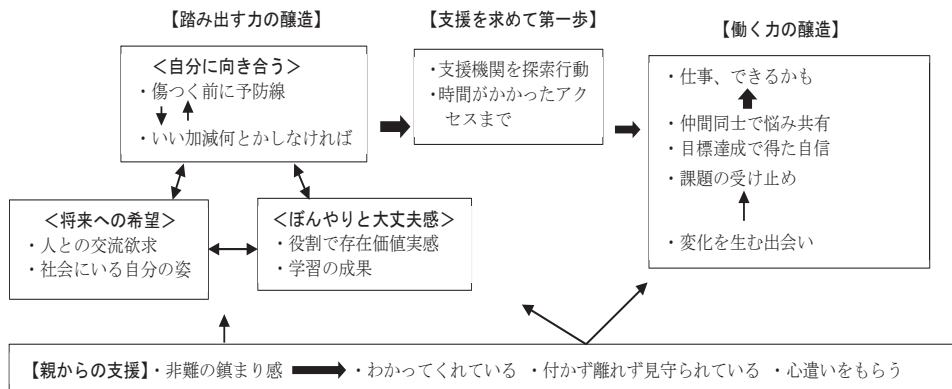 【踏み出す力の醸造】
<自分に向き合う>
・傷つく前に予防線
・いい加減何とかしなければ
<将来への希望>
・人との交流欲求
・社会にいる自分の姿
<ぼんやりと大丈夫感>
・役割で存在価値実感
・学習の成果
【支援を求めて第一歩】
・支援機関を探索行動
・時間がかかったアク
セスまで
【働く力の醸造】
・仕事、できるかも
・仲間同士で悩み共有
・目標達成で得た自信
・課題の受け止め
・変化を生む出会い
【親からの支援】・非難の鎮まり感 ・わかってくれている ・付かず離れず見守られている ・心遣いをもらう